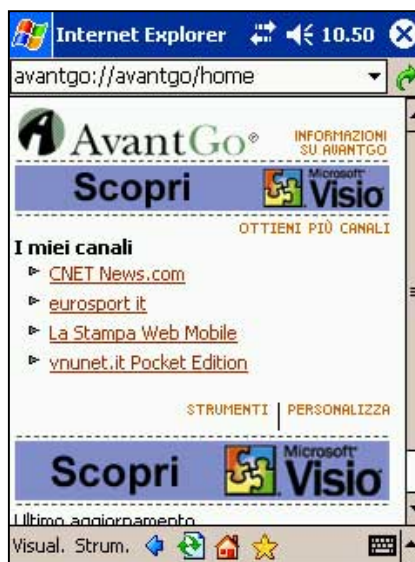 Internet Explorer 10.50
avantgo://avantgo/home
AvantGo®
INFORMAZIONI
SU AVANTGO
Scopri Microsoft® Visio®
OTTIENI PIÙ CANALI
I miei canali
CNET News.com
eurosport it
La Stampa Web Mobile
vnunet.it Pocket Edition
STRUMENTI | PERSONALIZZA
Scopri Microsoft® Visio®
Ultimo aggiornamento
Visual. Strum.